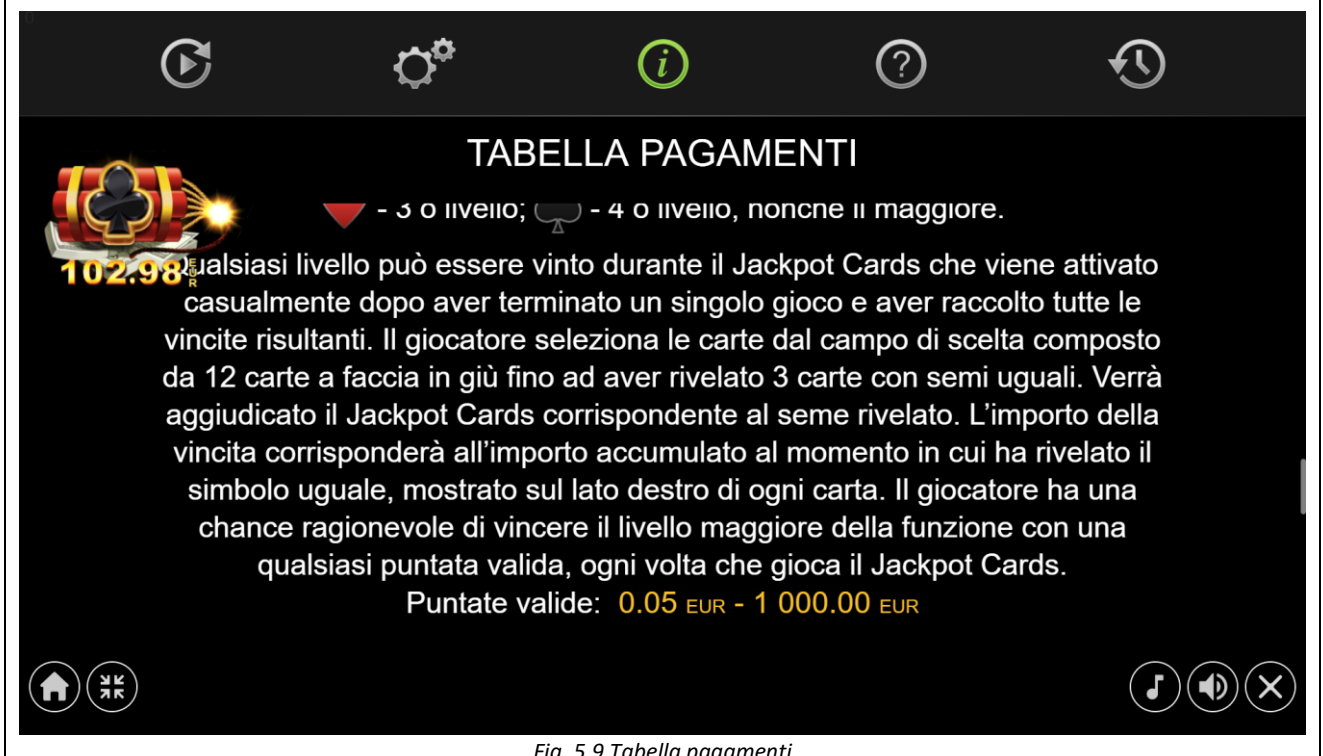 TABELLA PAGAMENTI
- 3 o livello; - 4 o livello, nonché il maggiore.
102.98 EUR
Qualsiasi livello può essere vinto durante il Jackpot Cards che viene attivato
casualmente dopo aver terminato un singolo gioco e aver raccolto tutte le
vincite risultanti. Il giocatore seleziona le carte dal campo di scelta composto
da 12 carte a faccia in giù fino ad aver rivelato 3 carte con semi uguali. Verrà
aggiudicato il Jackpot Cards corrispondente al seme rivelato. L’importo della
vincita corrisponderà all’importo accumulato al momento in cui ha rivelato il
simbolo uguale, mostrato sul lato destro di ogni carta. Il giocatore ha una
chance ragionevole di vincere il livello maggiore della funzione con una
qualsiasi puntata valida, ogni volta che gioca il Jackpot Cards.
Puntate valide: 0.05 EUR - 1 000.00 EUR
Fig. 5.9 Tabella pagamenti